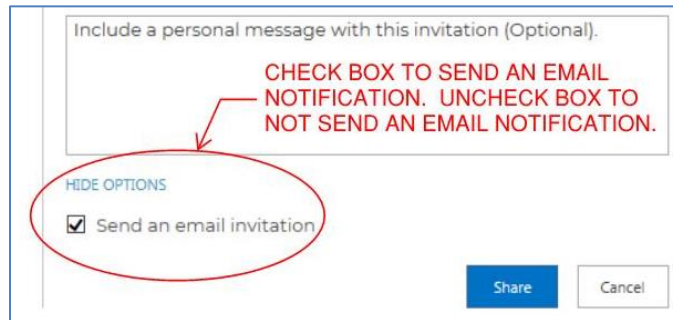 Include a personal message with this invitation (Optional).
CHECK BOX TO SEND AN EMAIL
NOTIFICATION. UNCHECK BOX TO
NOT SEND AN EMAIL NOTIFICATION.
HIDE OPTIONS
Send an email invitation
Share Cancel